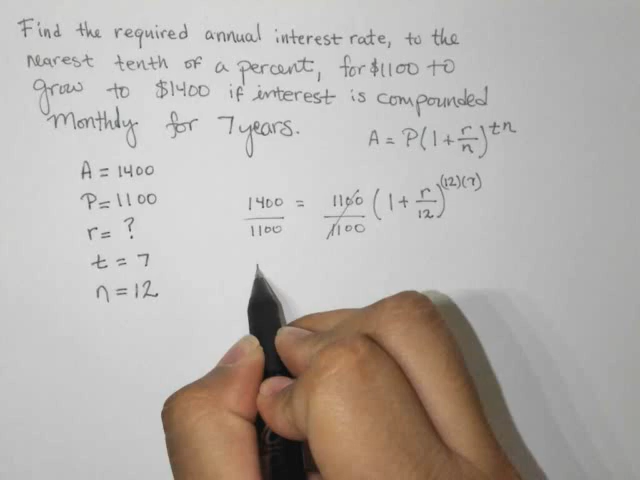 Find the required annual interest rate, to the
nearest tenth of a percent, for $1100 to
grow to $1400 if interest is compounded
Monthly for 7 years.
A = P(1 + r/n)^tn
A = 1400
P = 1100
r = ?
t = 7
n = 12
1400/1100 = 1100/1100 (1 + r/12)^(12)(7)